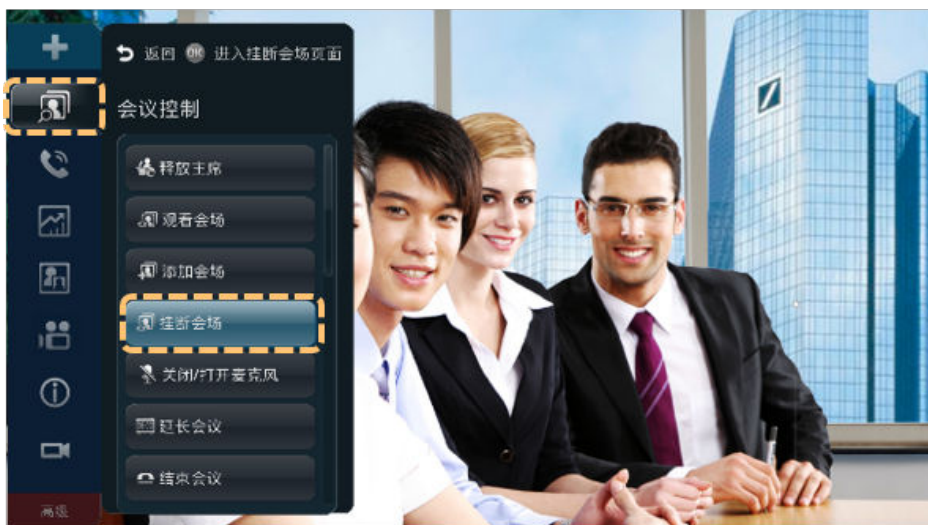 返回 OK 进入挂断会场页面
会议控制
释放主席
观看会场
添加会场
挂断会场
关闭/打开麦克风
延长会议
结束会议
高级